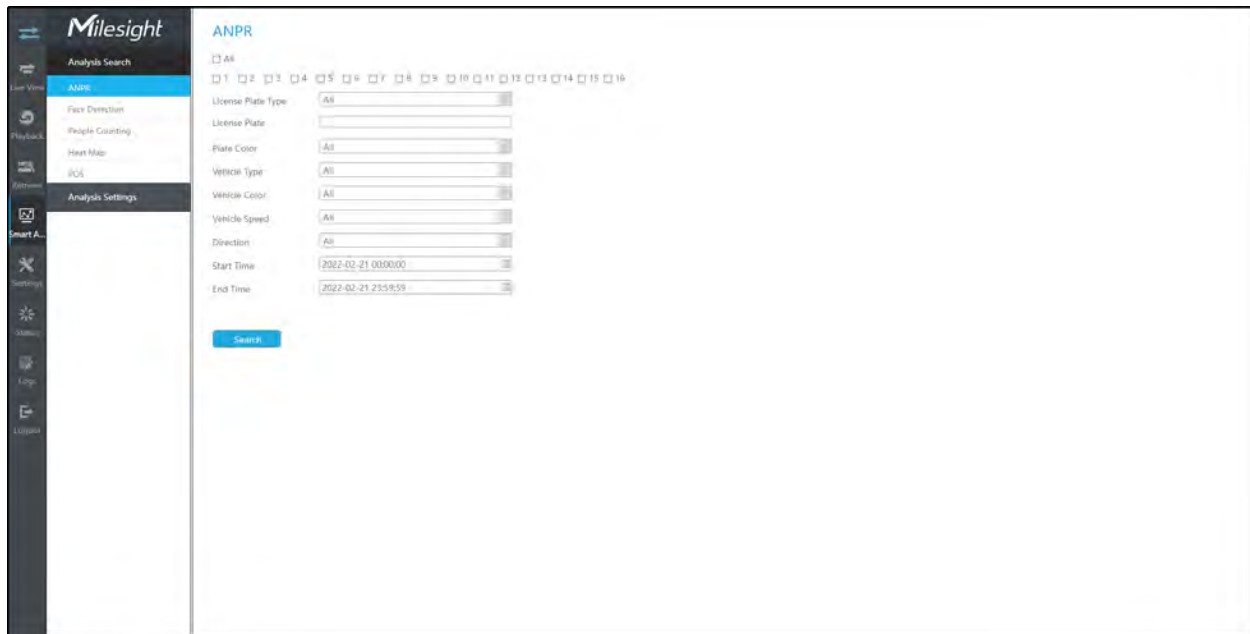 Milesight
Analysis Search
ANPR
Face Detection
People Counting
Heat Map
POS
Analysis Settings
Live View
Playback
Retrieve
Smart A...
Settings
Status
Logs
Logout
ANPR
All
1 2 3 4 5 6 7 8 9 10 11 12 13 14 15 16
License Plate Type All
License Plate
Plate Color All
Vehicle Type All
Vehicle Color All
Vehicle Speed All
Direction All
Start Time 2022-02-21 00:00:00
End Time 2022-02-21 23:59:59
Search